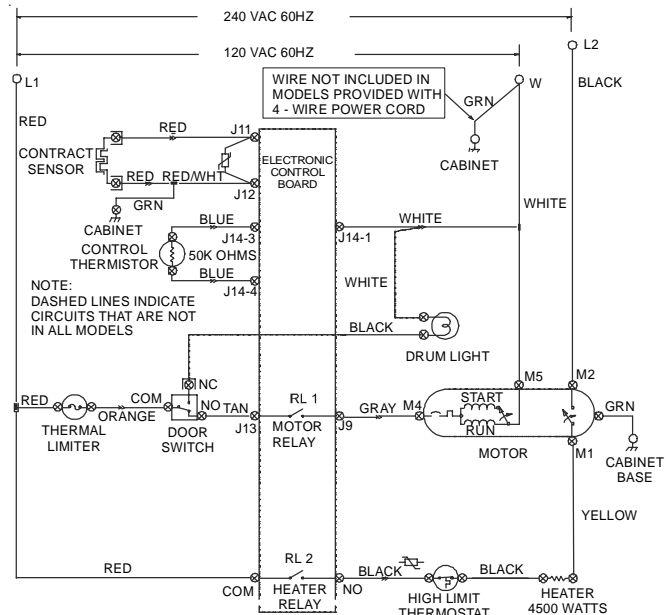 240 VAC 60HZ
L2
120 VAC 60HZ
L1
WIRE NOT INCLUDED IN
MODELS PROVIDED WITH
4 - WIRE POWER CORD
W
BLACK
GRN
CABINET
RED
RED
J11
CONTRACT
SENSOR
ELECTRONIC
CONTROL
BOARD
RED
RED/WHT
J12
GRN
CABINET
WHITE
BLUE
WHITE
CONTROL
THERMISTOR
J14-3
50K OHMS
J14-1
BLUE
J14-4
WHITE
NOTE:
DASHED LINES INDICATE
CIRCUITS THAT ARE NOT
IN ALL MODELS
BLACK
DRUM LIGHT
NC
M5
M2
RED
COM
NO
TAN
RL 1
GRAY
M4
START
GRN
ORANGE
J13
MOTOR
RELAY
J9
RUN
THERMAL
LIMITER
DOOR
SWITCH
MOTOR
M1
CABINET
BASE
YELLOW
RED
RL 2
BLACK
BLACK
COM
HEATER
RELAY
NO
HIGH LIMIT
THERMOSTAT
HEATER
4500 WATTS